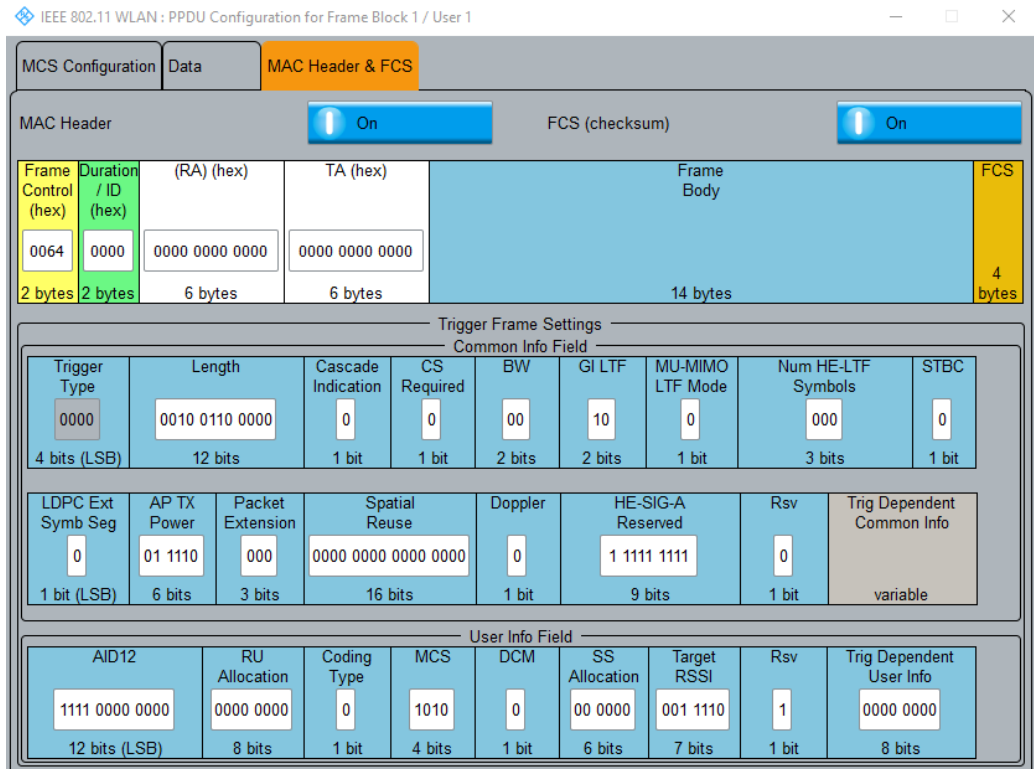 IEEE 802.11 WLAN : PPDU Configuration for Frame Block 1 / User 1
MCS Configuration Data MAC Header & FCS
MAC Header On FCS (checksum) On
Frame Control (hex) Duration / ID (hex) (RA) (hex) TA (hex) Frame Body FCS
0064 0000 0000 0000 0000 0000 0000 0000
2 bytes 2 bytes 6 bytes 6 bytes 14 bytes 4 bytes
Trigger Frame Settings
Common Info Field
Trigger Type Length Cascade Indication CS Required BW GI LTF MU-MIMO LTF Mode Num HE-LTF Symbols STBC
0000 0010 0110 0000 0 0 00 10 0 000 0
4 bits (LSB) 12 bits 1 bit 1 bit 2 bits 2 bits 1 bit 3 bits 1 bit
LDPC Ext Symb Seg AP TX Power Packet Extension Spatial Reuse Doppler HE-SIG-A Reserved Rsv Trig Dependent Common Info
0 01 1110 000 0000 0000 0000 0000 0 1 1111 1111 0
1 bit (LSB) 6 bits 3 bits 16 bits 1 bit 9 bits 1 bit variable
User Info Field
AID12 RU Allocation Coding Type MCS DCM SS Allocation Target RSSI Rsv Trig Dependent User Info
1111 0000 0000 0000 0000 0 1010 0 00 0000 001 1110 1 0000 0000
12 bits (LSB) 8 bits 1 bit 4 bits 1 bit 6 bits 7 bits 1 bit 8 bits